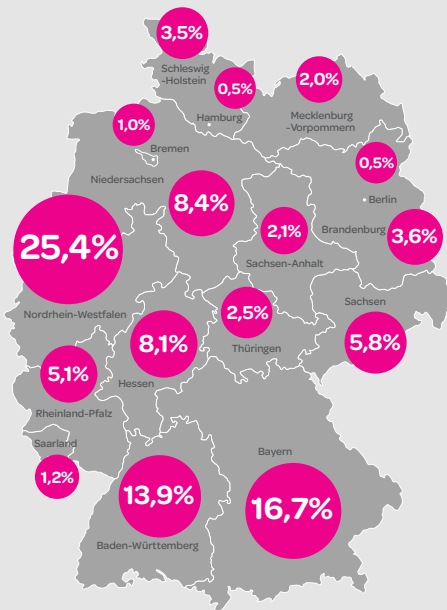 3,5%
Schleswig
-Holstein
0,5%
Hamburg
2,0%
Mecklenburg
-Vorpommern
1,0%
Bremen
Niedersachsen
8,4%
0,5%
Berlin
Brandenburg
3,6%
25,4%
Nordrhein-Westfalen
2,1%
Sachsen-Anhalt
Sachsen
5,8%
2,5%
Thüringen
8,1%
Hessen
5,1%
Rheinland-Pfalz
Saarland
1,2%
13,9%
Baden-Württemberg
Bayern
16,7%